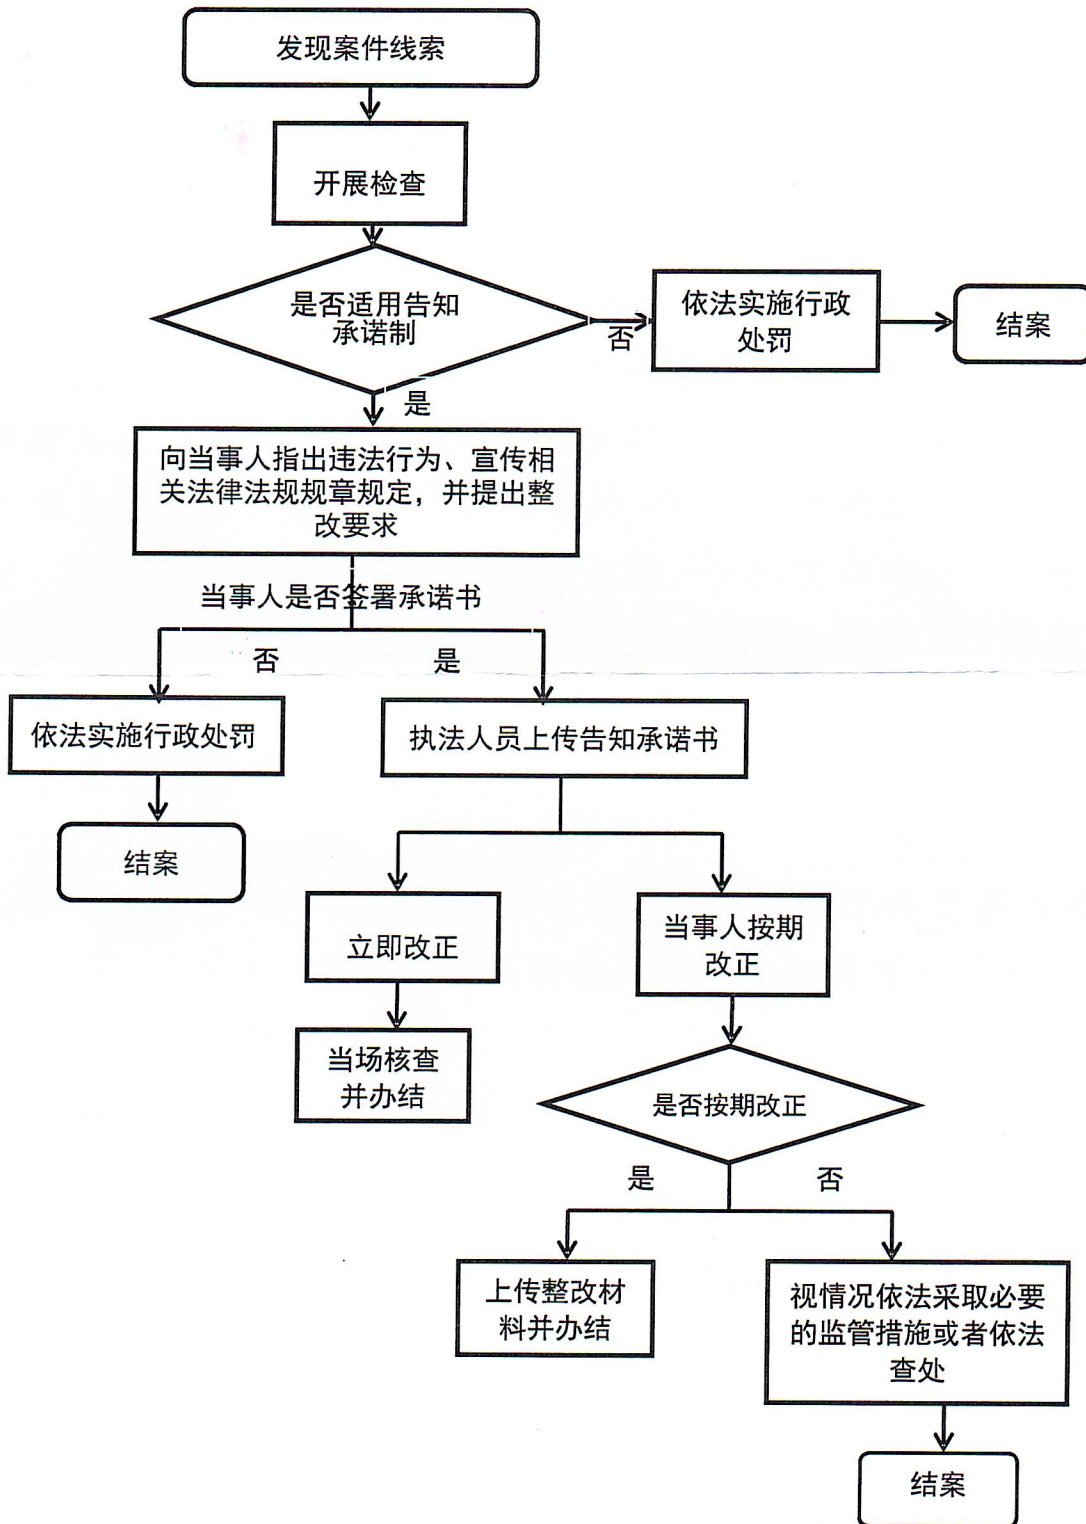 发现案件线索
开展检查
是否适用告知
承诺制
否
依法实施行政
处罚
结案
是
向当事人指出违法行为、宣传相
关法律法规规章规定，并提出整
改要求
当事人是否签署承诺书
否
是
依法实施行政处罚
执法人员上传告知承诺书
结案
立即改正
当事人按期
改正
当场核查
并办结
是否按期改正
是
否
上传整改材
料并办结
视情况依法采取必要
的监管措施或者依法
查处
结案